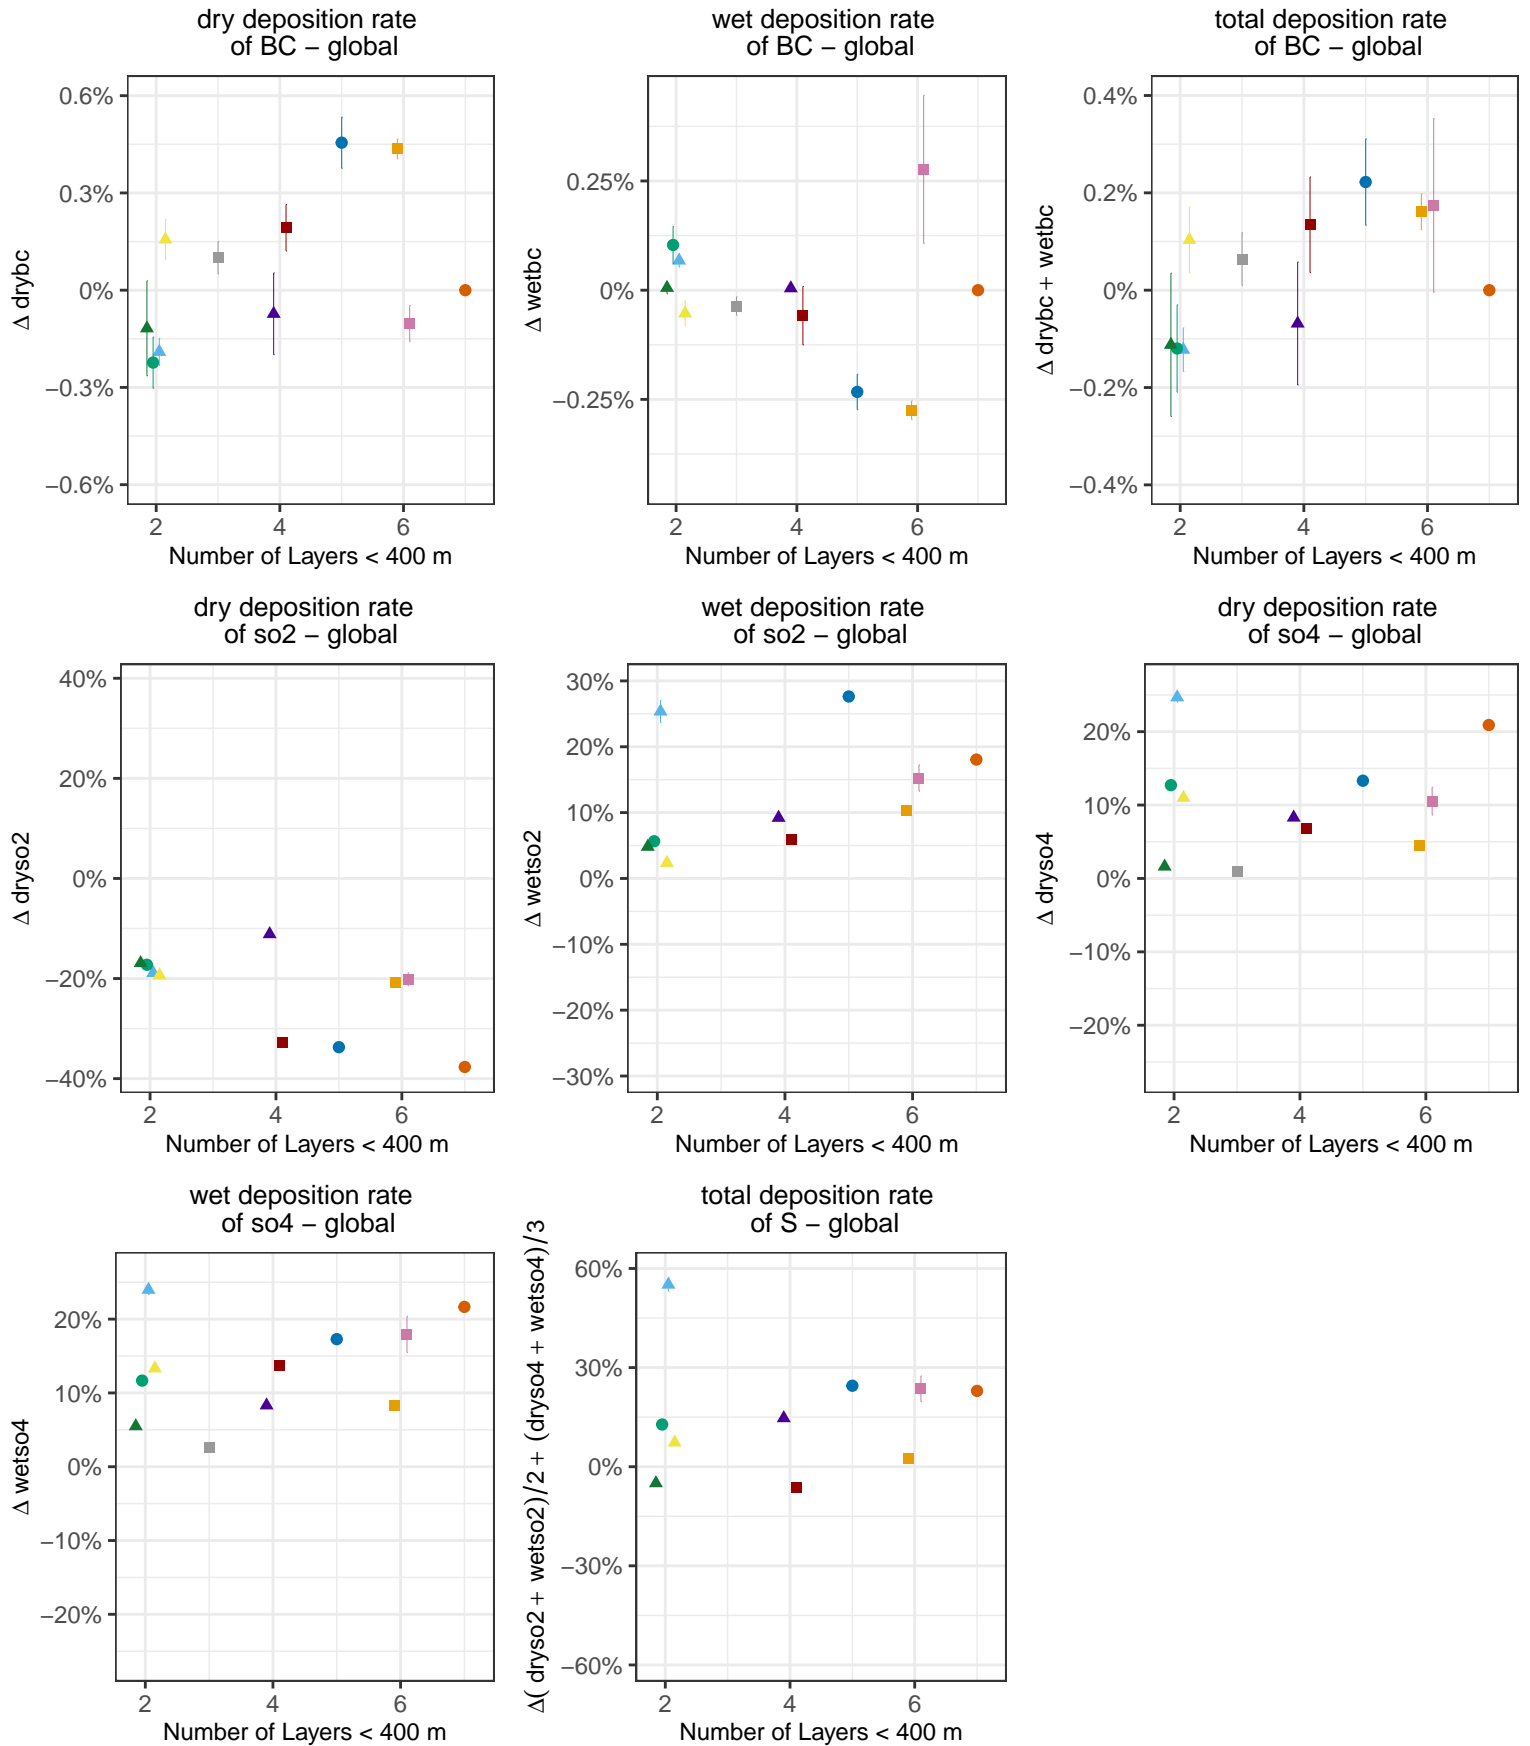 dry deposition rate
of BC − global
Δ drybc
0.6%
0.3%
0%
−0.3%
−0.6%
2 4 6
Number of Layers < 400 m
wet deposition rate
of BC − global
Δ wetbc
0.25%
0%
−0.25%
2 4 6
Number of Layers < 400 m
total deposition rate
of BC − global
Δ drybc + wetbc
0.4%
0.2%
0%
−0.2%
−0.4%
2 4 6
Number of Layers < 400 m
dry deposition rate
of so2 − global
Δ dryso2
40%
20%
0%
−20%
−40%
2 4 6
Number of Layers < 400 m
wet deposition rate
of so2 − global
Δ wetso2
30%
20%
10%
0%
−10%
−20%
−30%
2 4 6
Number of Layers < 400 m
dry deposition rate
of so4 − global
Δ dryso4
20%
10%
0%
−10%
−20%
2 4 6
Number of Layers < 400 m
wet deposition rate
of so4 − global
Δ wetso4
20%
10%
0%
−10%
−20%
2 4 6
Number of Layers < 400 m
total deposition rate
of S − global
Δ( dryso2 + wetso2)/2 + (dryso4 + wetso4)/3
60%
30%
0%
−30%
−60%
2 4 6
Number of Layers < 400 m